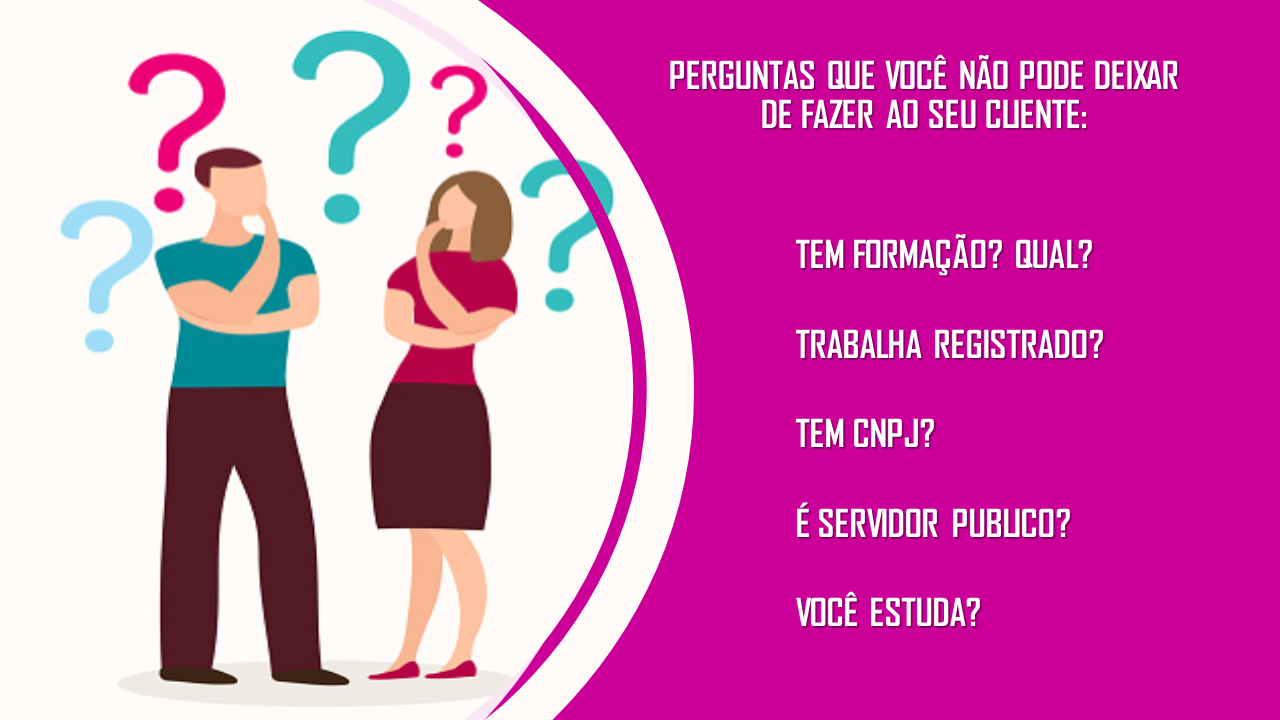 PERGUNTAS QUE VOCÊ NÃO PODE DEIXAR
DE FAZER AO SEU CLIENTE:
TEM FORMAÇÃO? QUAL?
TRABALHA REGISTRADO?
TEM CNPJ?
É SERVIDOR PUBLICO?
VOCÊ ESTUDA?